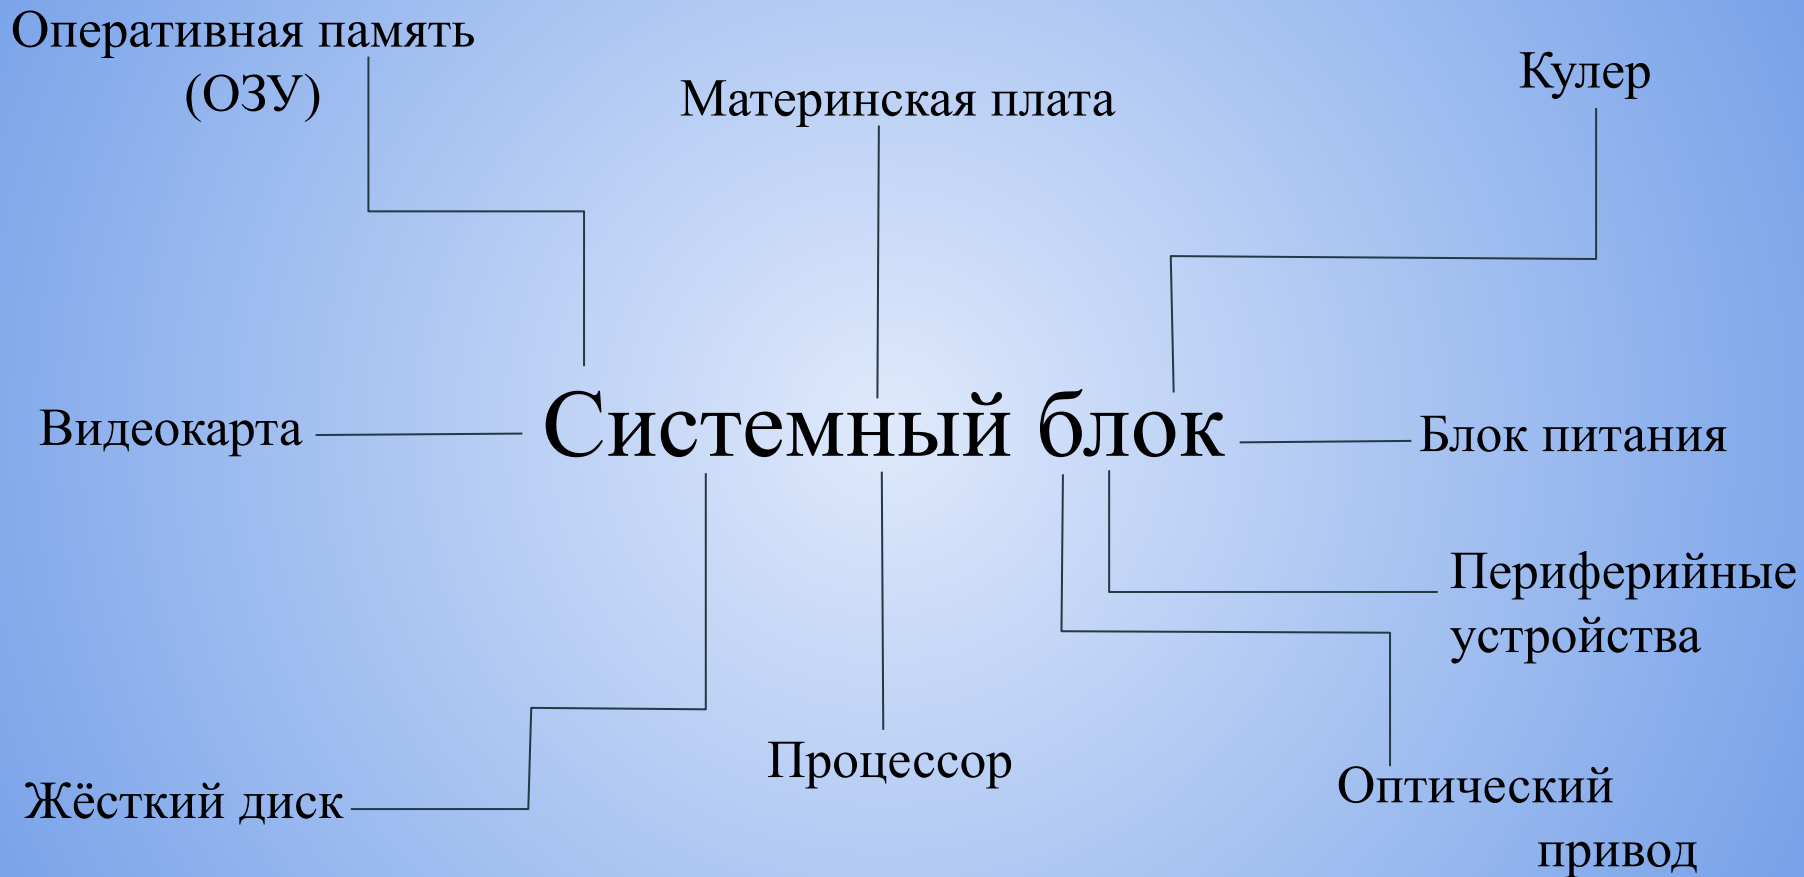 Оперативная память
(ОЗУ)
Материнская плата
Кулер
Видеокарта
Системный блок
Блок питания
Периферийные
устройства
Жёсткий диск
Процессор
Оптический
привод